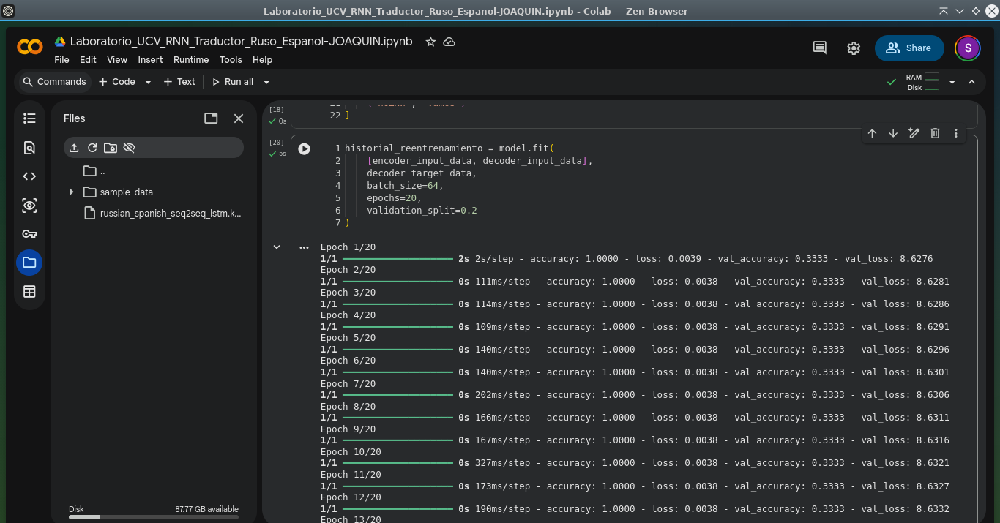 Laboratorio_UCV_RNN_Traductor_Ruso_Espanol-JOAQUIN.ipynb - Colab — Zen Browser
Laboratorio_UCV_RNN_Traductor_Ruso_Espanol-JOAQUIN.ipynb
File Edit View Insert Runtime Tools Help
Share
S
Commands + Code + Text Run all
RAM
Disk
Files
..
sample_data
russian_spanish_seq2seq_lstm.k...
Disk 87.77 GB available
[18]
0s
22 ]
[20]
5s
1 historial_reentrenamiento = model.fit(
2     [encoder_input_data, decoder_input_data],
3     decoder_target_data,
4     batch_size=64,
5     epochs=20,
6     validation_split=0.2
7 )
Epoch 1/20
1/1 2s 2s/step - accuracy: 1.0000 - loss: 0.0039 - val_accuracy: 0.3333 - val_loss: 8.6276
Epoch 2/20
1/1 0s 111ms/step - accuracy: 1.0000 - loss: 0.0038 - val_accuracy: 0.3333 - val_loss: 8.6281
Epoch 3/20
1/1 0s 114ms/step - accuracy: 1.0000 - loss: 0.0038 - val_accuracy: 0.3333 - val_loss: 8.6286
Epoch 4/20
1/1 0s 109ms/step - accuracy: 1.0000 - loss: 0.0038 - val_accuracy: 0.3333 - val_loss: 8.6291
Epoch 5/20
1/1 0s 140ms/step - accuracy: 1.0000 - loss: 0.0038 - val_accuracy: 0.3333 - val_loss: 8.6296
Epoch 6/20
1/1 0s 140ms/step - accuracy: 1.0000 - loss: 0.0038 - val_accuracy: 0.3333 - val_loss: 8.6301
Epoch 7/20
1/1 0s 202ms/step - accuracy: 1.0000 - loss: 0.0038 - val_accuracy: 0.3333 - val_loss: 8.6306
Epoch 8/20
1/1 0s 166ms/step - accuracy: 1.0000 - loss: 0.0038 - val_accuracy: 0.3333 - val_loss: 8.6311
Epoch 9/20
1/1 0s 167ms/step - accuracy: 1.0000 - loss: 0.0038 - val_accuracy: 0.3333 - val_loss: 8.6316
Epoch 10/20
1/1 0s 327ms/step - accuracy: 1.0000 - loss: 0.0038 - val_accuracy: 0.3333 - val_loss: 8.6321
Epoch 11/20
1/1 0s 173ms/step - accuracy: 1.0000 - loss: 0.0038 - val_accuracy: 0.3333 - val_loss: 8.6327
Epoch 12/20
1/1 0s 190ms/step - accuracy: 1.0000 - loss: 0.0038 - val_accuracy: 0.3333 - val_loss: 8.6332
Epoch 13/20